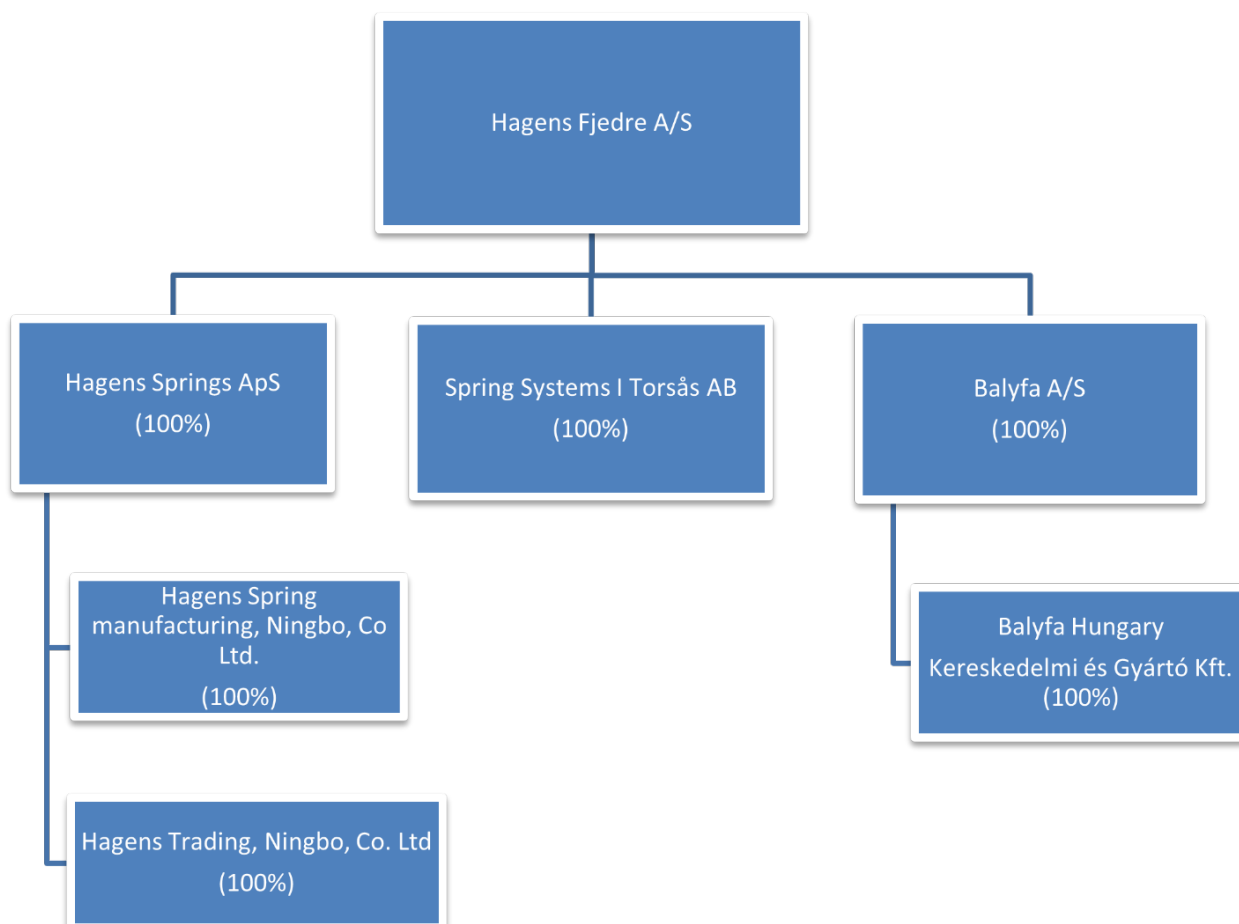 Hagens Fjedre A/S
Hagens Springs ApS
(100%)
Spring Systems I Torsås AB
(100%)
Balyfa A/S
(100%)
Hagens Spring
manufacturing, Ningbo, Co
Ltd.
(100%)
Balyfa Hungary
Kereskedelmi és Gyártó Kft.
(100%)
Hagens Trading, Ningbo, Co. Ltd
(100%)